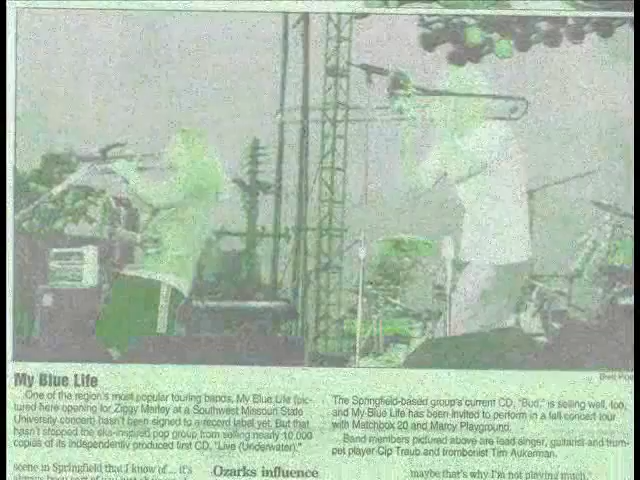 My Blue Life
One of the region's most popular touring bands, My Blue Life (pic-
tured here opening for Ziggy Marley at a Southwest Missouri State
University concert) hasn't been signed to a record label yet. But that
hasn't stopped the ska-inspired pop group from selling nearly 10,000
copies of its independently produced first CD, "Live (Underwater)."
The Springfield-based group's current CD, "Bud," is selling well, too,
and My Blue Life has been invited to perform in a fall concert tour
with Matchbox 20 and Marcy Playground.
Band members pictured above are lead singer, guitarist and trum-
pet player Cip Traub and trombonist Tim Aukerman.
scene in Springfield that I know of ... it's
Ozarks influence
maybe that's why I'm not playing much."